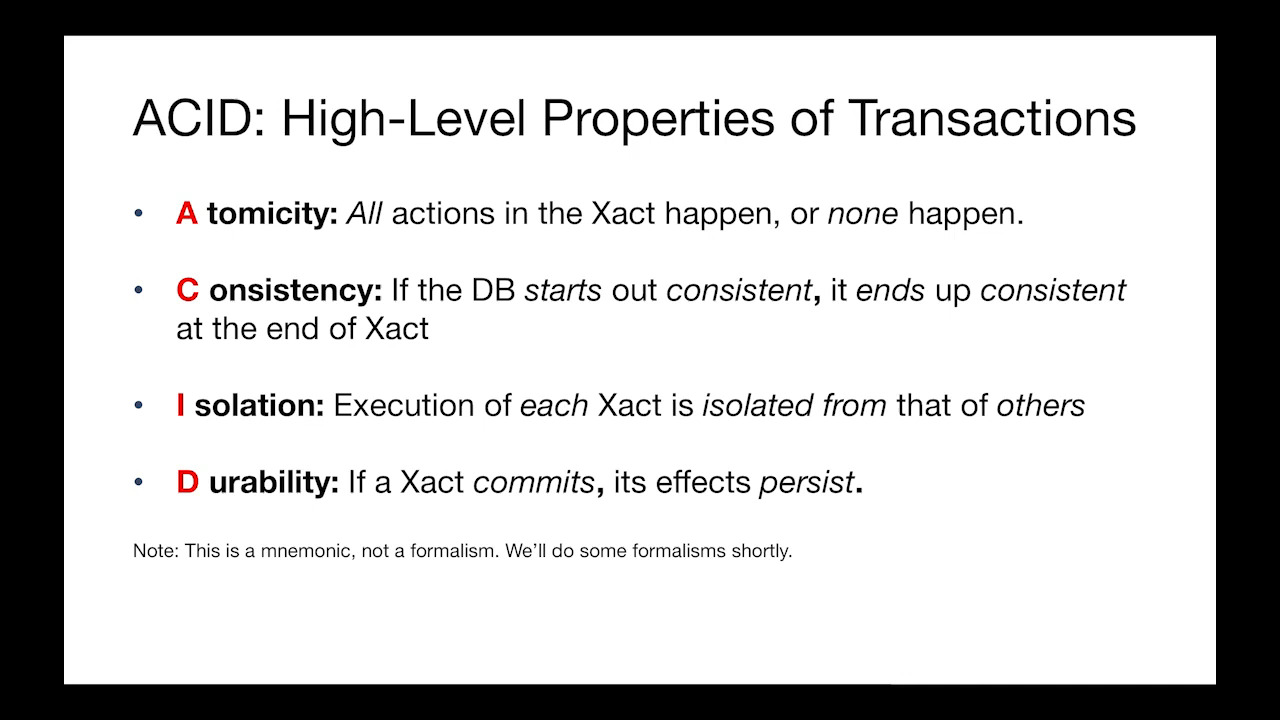 ACID: High-Level Properties of Transactions
• A tomicity: All actions in the Xact happen, or none happen.
• C onsistency: If the DB starts out consistent, it ends up consistent
at the end of Xact
• I solation: Execution of each Xact is isolated from that of others
• D urability: If a Xact commits, its effects persist.
Note: This is a mnemonic, not a formalism. We’ll do some formalisms shortly.